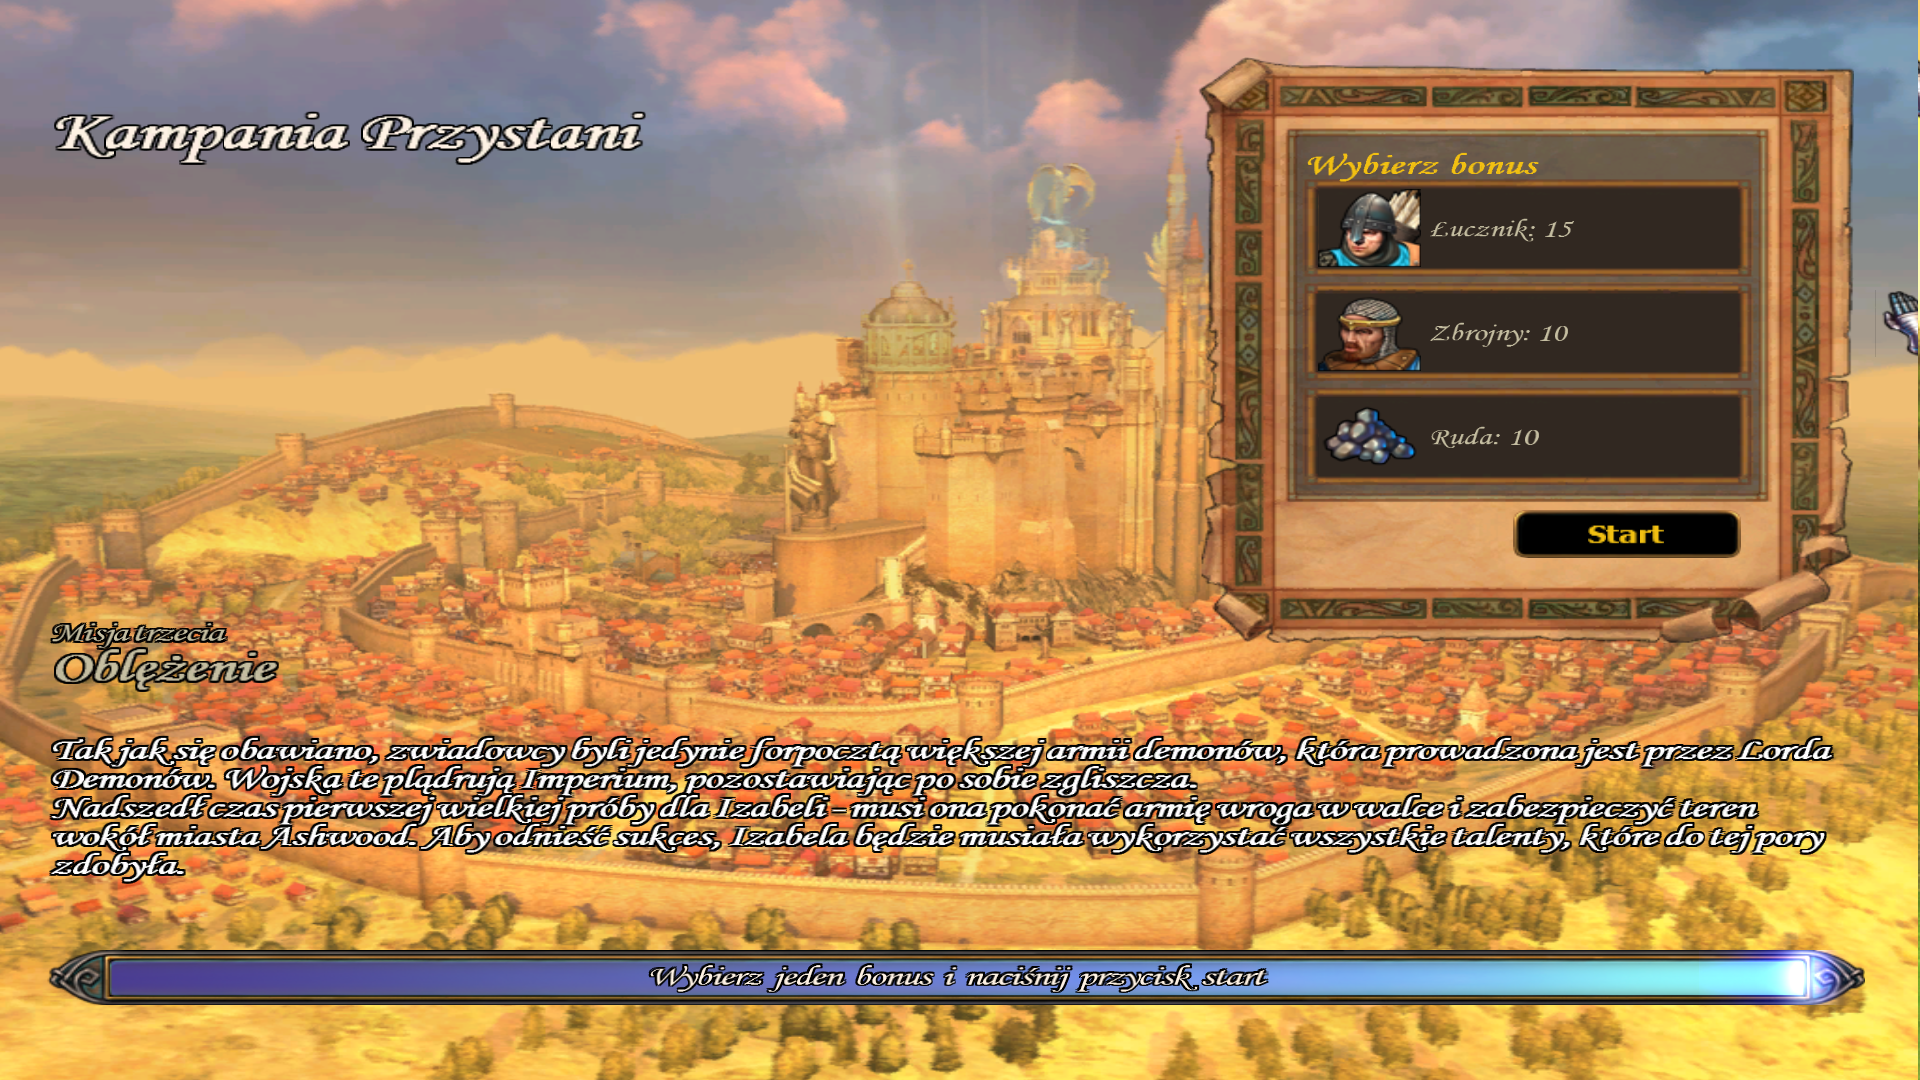 Kampania Przystani
Wybierz bonus
Łucznik: 15
Zbrojny: 10
Ruda: 10
Start
Misja trzecia
Oblężenie
Tak jak się obawiano, zwiadowcy byli jedynie forpocztą większej armii demonów, która prowadzona jest przez Lorda
Demonów. Wojska te plądrują Imperium, pozostawiając po sobie zgliszcza.
Nadszedł czas pierwszej wielkiej próby dla Izabeli – musi ona pokonać armię wroga w walce i zabezpieczyć teren
wokół miasta Ashwood. Aby odnieść sukces, Izabela będzie musiała wykorzystać wszystkie talenty, które do tej pory
zdobyła.
Wybierz jeden bonus i naciśnij przycisk start